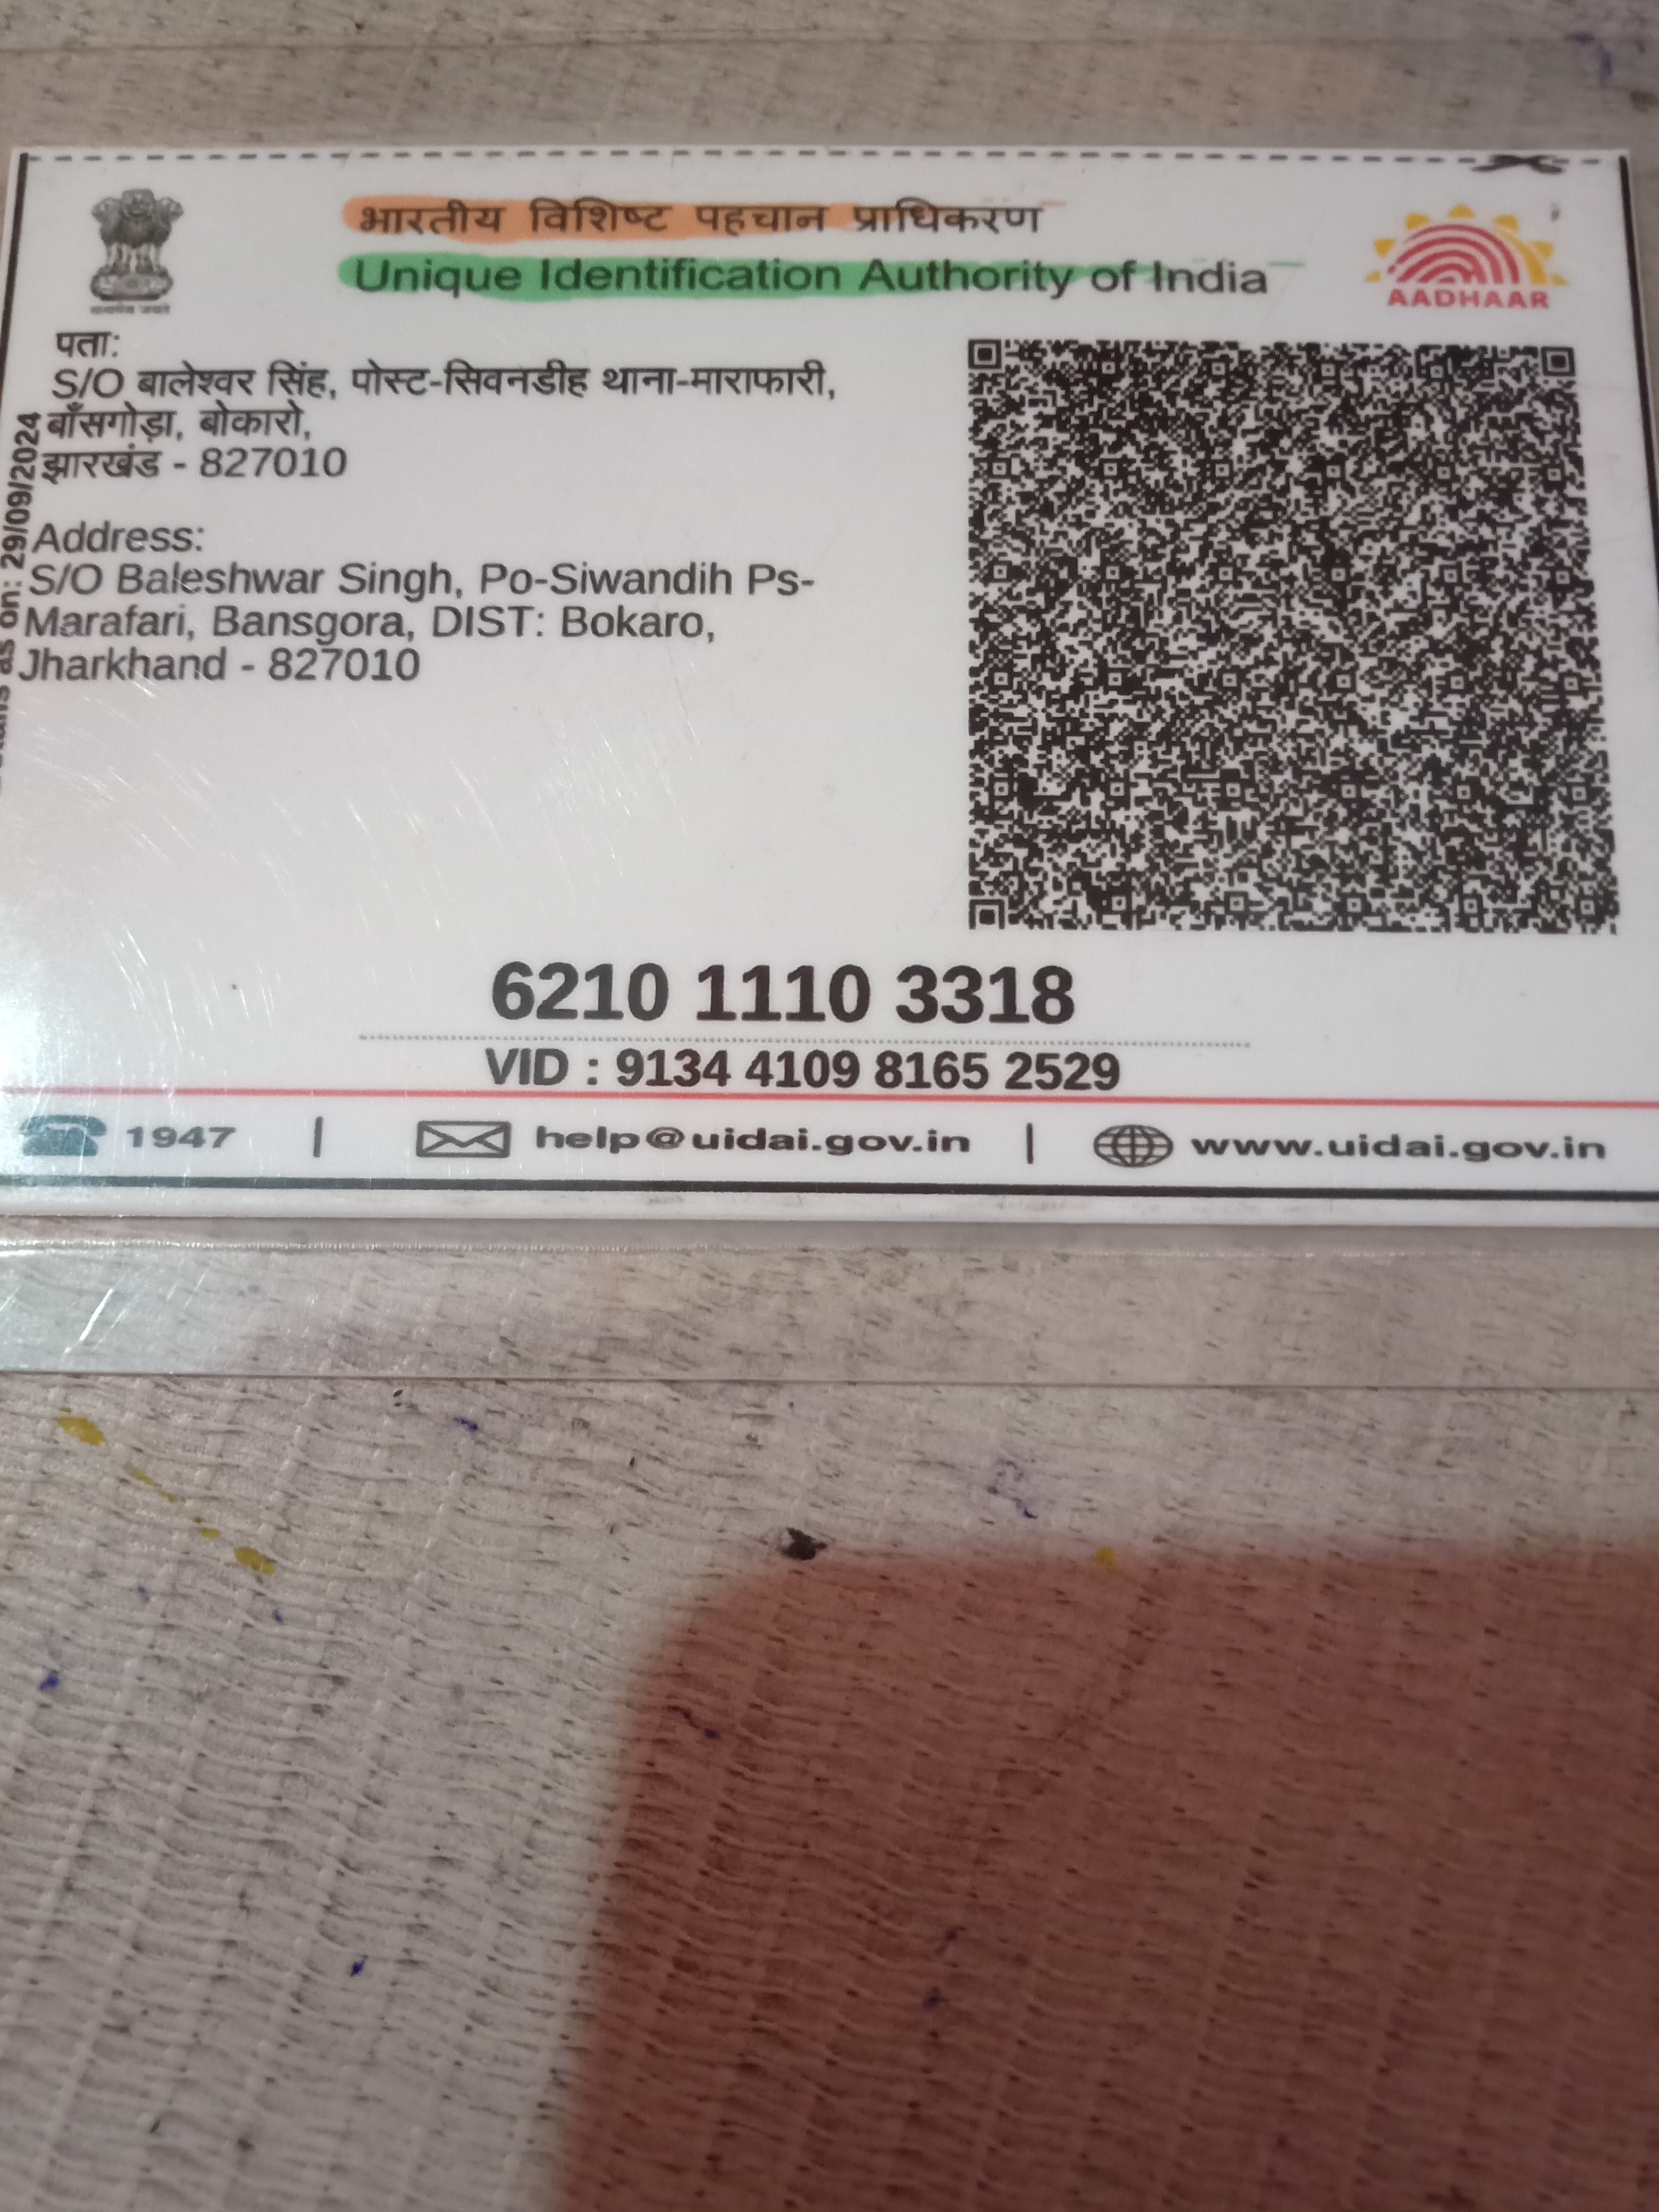 भारतीय विशिष्ट पहचान प्राधिकरण
Unique Identification Authority of India
AADHAAR
पता:
S/O बालेश्वर सिंह, पोस्ट-सिवनडीह थाना-माराफारी,
बाँसगोड़ा, बोकारो,
झारखंड - 827010
Address:
S/O Baleshwar Singh, Po-Siwandih Ps-
Marafari, Bansgora, DIST: Bokaro,
Jharkhand - 827010
as on: 29/09/2024
6210 1110 3318
VID : 9134 4109 8165 2529
1947 | help@uidai.gov.in | www.uidai.gov.in